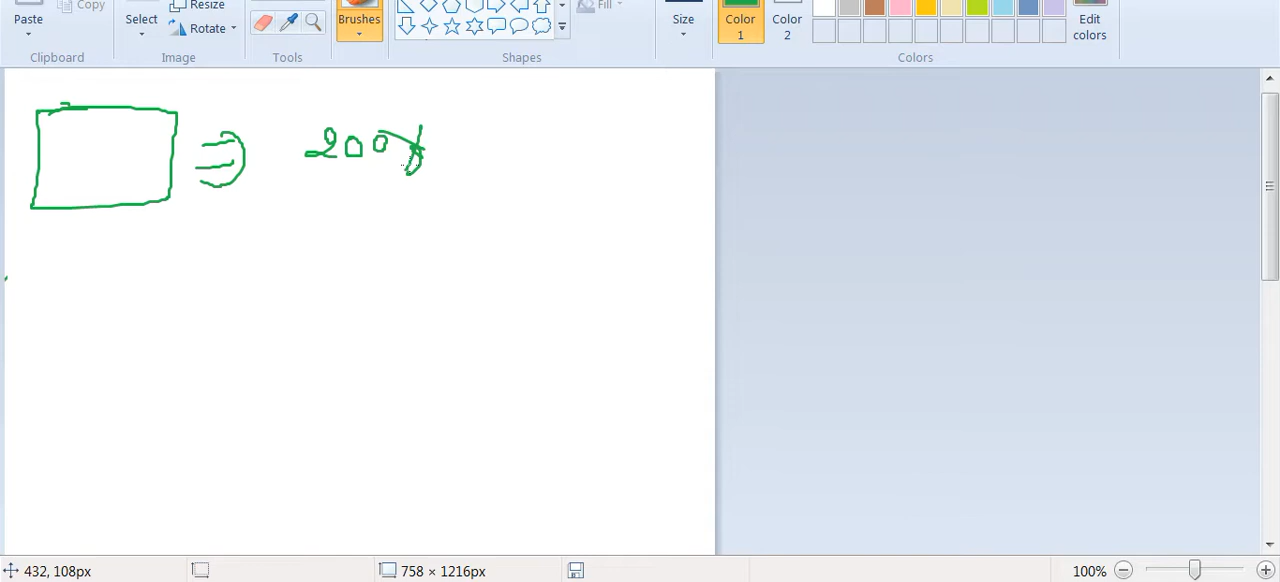 Paste
Copy
Select
Resize
Rotate
Brushes
Fill
Size
Color 1
Color 2
Edit colors
Clipboard
Image
Tools
Shapes
Colors
200
432, 108px
758 × 1216px
100%